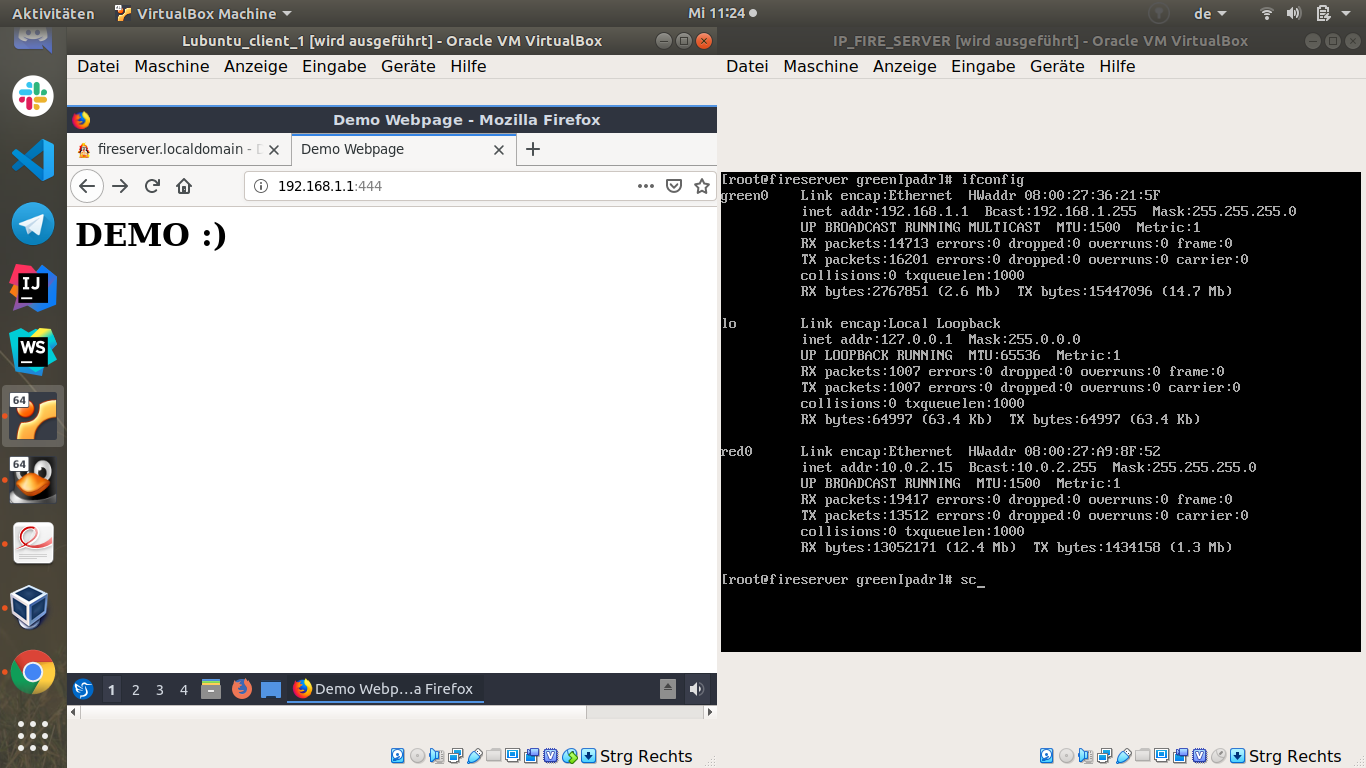 Aktivitäten VirtualBox Machine Mi 11:24 de
Lubuntu_client_1 [wird ausgeführt] - Oracle VM VirtualBox
Datei Maschine Anzeige Eingabe Geräte Hilfe
Demo Webpage - Mozilla Firefox
fireserver.localdomain - Demo Webpage
192.168.1.1:444
DEMO :)
1 2 3 4 Demo Webp...a Firefox
Strg Rechts
IP_FIRE_SERVER [wird ausgeführt] - Oracle VM VirtualBox
Datei Maschine Anzeige Eingabe Geräte Hilfe
[root@fireserver greenIpadr]# ifconfig
green0 Link encap:Ethernet HWaddr 08:00:27:36:21:5F
inet addr:192.168.1.1 Bcast:192.168.1.255 Mask:255.255.255.0
UP BROADCAST RUNNING MULTICAST MTU:1500 Metric:1
RX packets:14713 errors:0 dropped:0 overruns:0 frame:0
TX packets:16201 errors:0 dropped:0 overruns:0 carrier:0
collisions:0 txqueuelen:1000
RX bytes:2767851 (2.6 Mb) TX bytes:15447096 (14.7 Mb)
lo Link encap:Local Loopback
inet addr:127.0.0.1 Mask:255.0.0.0
UP LOOPBACK RUNNING MTU:65536 Metric:1
RX packets:1007 errors:0 dropped:0 overruns:0 frame:0
TX packets:1007 errors:0 dropped:0 overruns:0 carrier:0
collisions:0 txqueuelen:1000
RX bytes:64997 (63.4 Kb) TX bytes:64997 (63.4 Kb)
red0 Link encap:Ethernet HWaddr 08:00:27:A9:8F:52
inet addr:10.0.2.15 Bcast:10.0.2.255 Mask:255.255.255.0
UP BROADCAST RUNNING MTU:1500 Metric:1
RX packets:19417 errors:0 dropped:0 overruns:0 frame:0
TX packets:13512 errors:0 dropped:0 overruns:0 carrier:0
collisions:0 txqueuelen:1000
RX bytes:13052171 (12.4 Mb) TX bytes:1434158 (1.3 Mb)
[root@fireserver greenIpadr]# sc_
Strg Rechts
IJ
WS
64
64